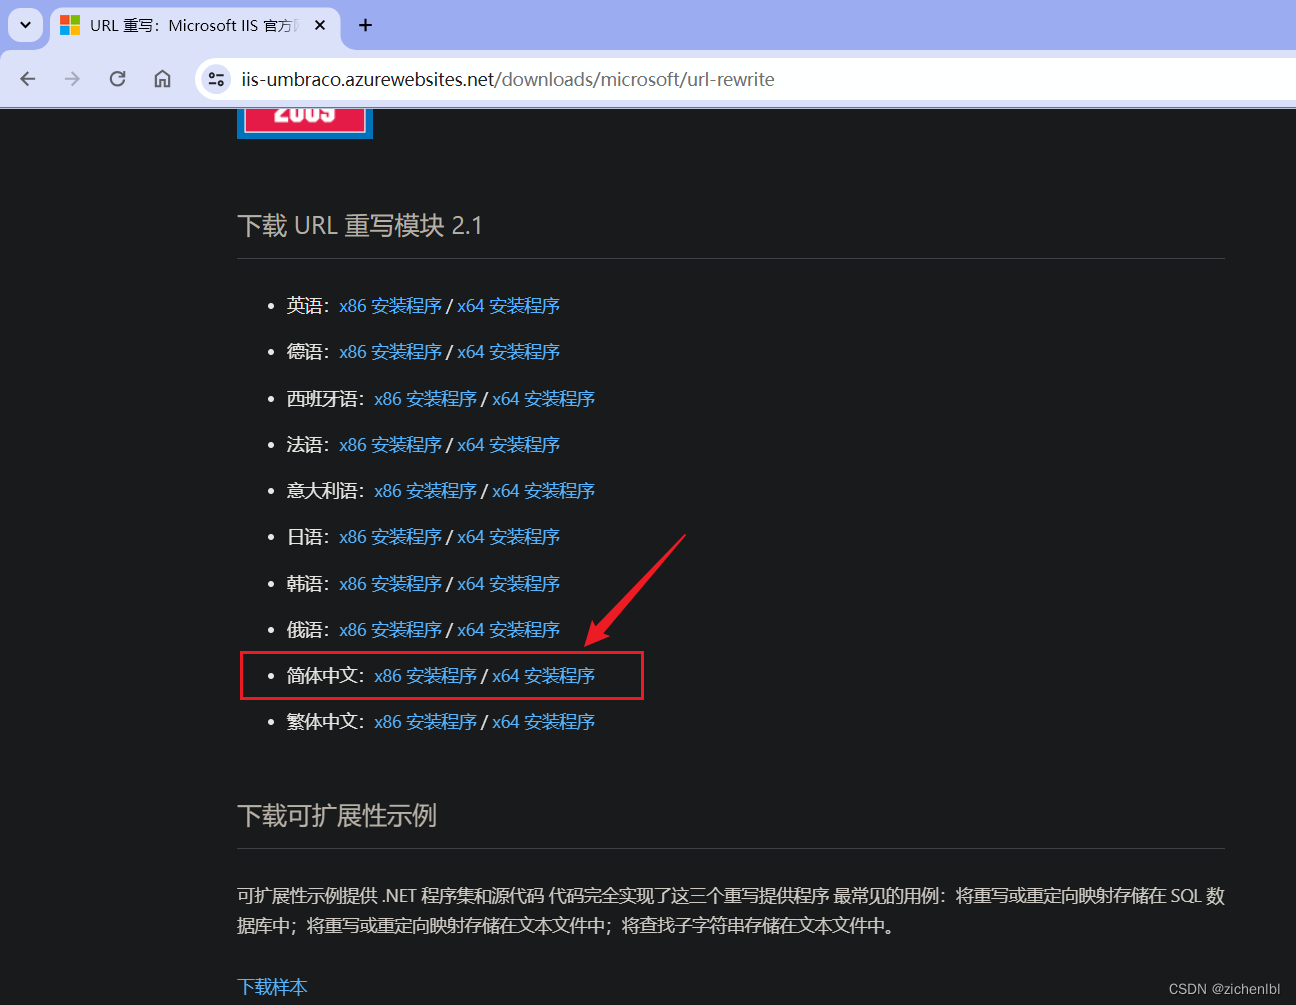 URL 重写：Microsoft IIS 官方
iis-umbraco.azurewebsites.net/downloads/microsoft/url-rewrite
2009
下载 URL 重写模块 2.1
• 英语：x86 安装程序 / x64 安装程序
• 德语：x86 安装程序 / x64 安装程序
• 西班牙语：x86 安装程序 / x64 安装程序
• 法语：x86 安装程序 / x64 安装程序
• 意大利语：x86 安装程序 / x64 安装程序
• 日语：x86 安装程序 / x64 安装程序
• 韩语：x86 安装程序 / x64 安装程序
• 俄语：x86 安装程序 / x64 安装程序
• 简体中文：x86 安装程序 / x64 安装程序
• 繁体中文：x86 安装程序 / x64 安装程序
下载可扩展性示例
可扩展性示例提供 .NET 程序集和源代码 代码完全实现了这三个重写提供程序 最常见的用例：将重写或重定向映射存储在 SQL 数
据库中；将重写或重定向映射存储在文本文件中；将查找子字符串存储在文本文件中。
下载样本
CSDN @zichenlbl